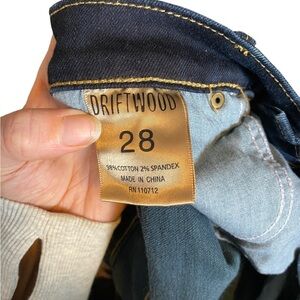 DRIFTWOOD
28
98% COTTON 2% SPANDEX
MADE IN CHINA
RN 110712